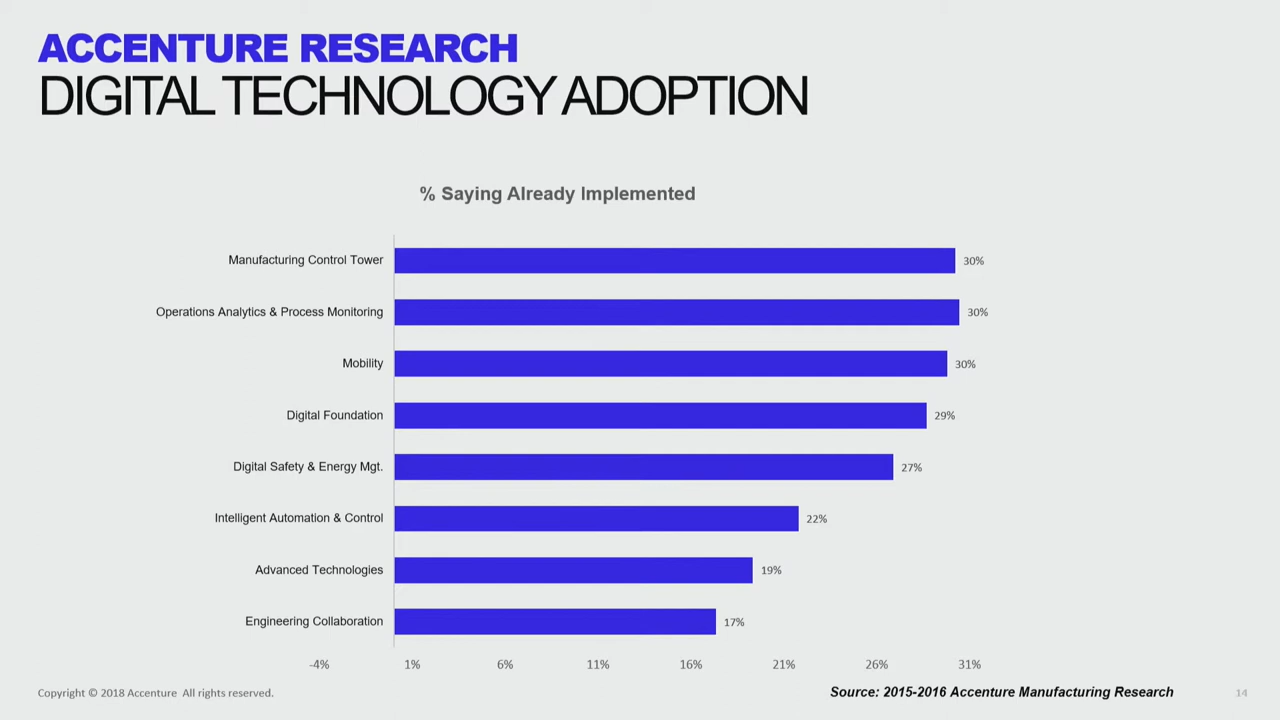 ACCENTURE RESEARCH
DIGITAL TECHNOLOGY ADOPTION
% Saying Already Implemented
Manufacturing Control Tower 30%
Operations Analytics & Process Monitoring 30%
Mobility 30%
Digital Foundation 29%
Digital Safety & Energy Mgt. 27%
Intelligent Automation & Control 22%
Advanced Technologies 19%
Engineering Collaboration 17%
-4% 1% 6% 11% 16% 21% 26% 31%
Copyright © 2018 Accenture All rights reserved. Source: 2015-2016 Accenture Manufacturing Research 14